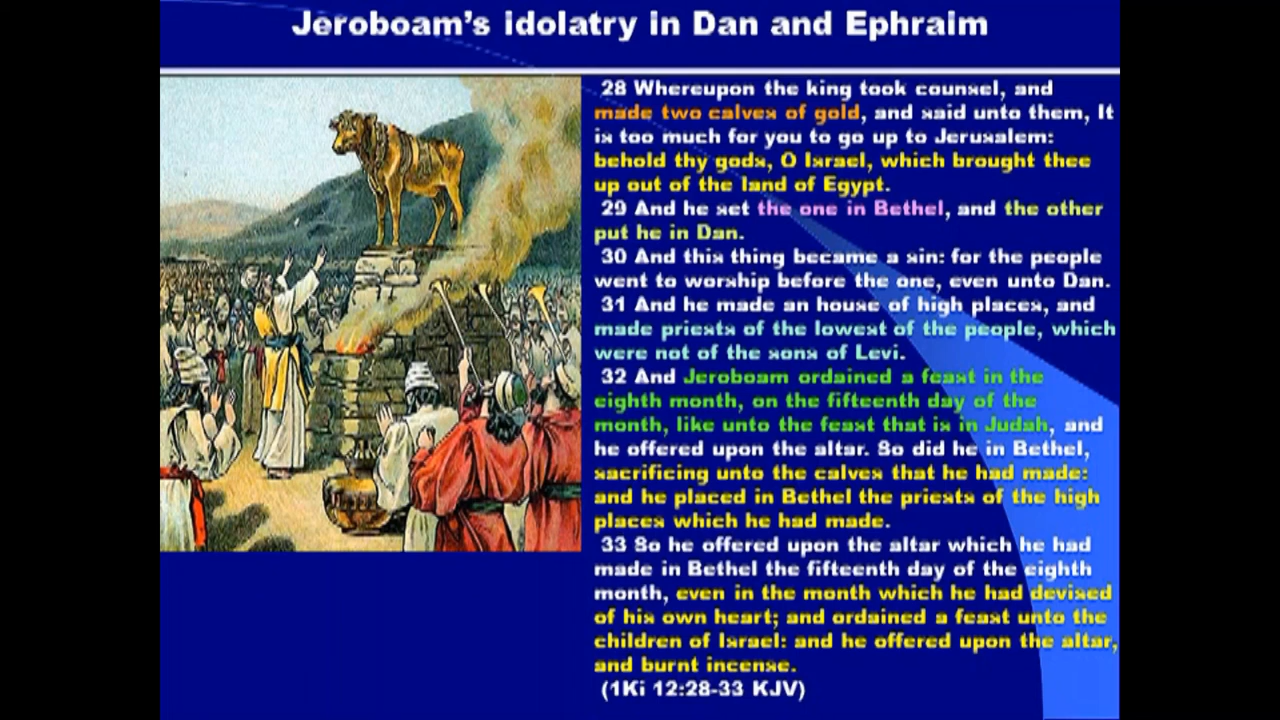 Jeroboam's idolatry in Dan and Ephraim
28 Whereupon the king took counsel, and
made two calves of gold, and said unto them, It
is too much for you to go up to Jerusalem:
behold thy gods, O Israel, which brought thee
up out of the land of Egypt.
29 And he set the one in Bethel, and the other
put he in Dan.
30 And this thing became a sin: for the people
went to worship before the one, even unto Dan.
31 And he made an house of high places, and
made priests of the lowest of the people, which
were not of the sons of Levi.
32 And Jeroboam ordained a feast in the
eighth month, on the fifteenth day of the
month, like unto the feast that is in Judah, and
he offered upon the altar. So did he in Bethel,
sacrificing unto the calves that he had made:
and he placed in Bethel the priests of the high
places which he had made.
33 So he offered upon the altar which he had
made in Bethel the fifteenth day of the eighth
month, even in the month which he had devised
of his own heart; and ordained a feast unto the
children of Israel: and he offered upon the altar,
and burnt incense.
(1Ki 12:28-33 KJV)